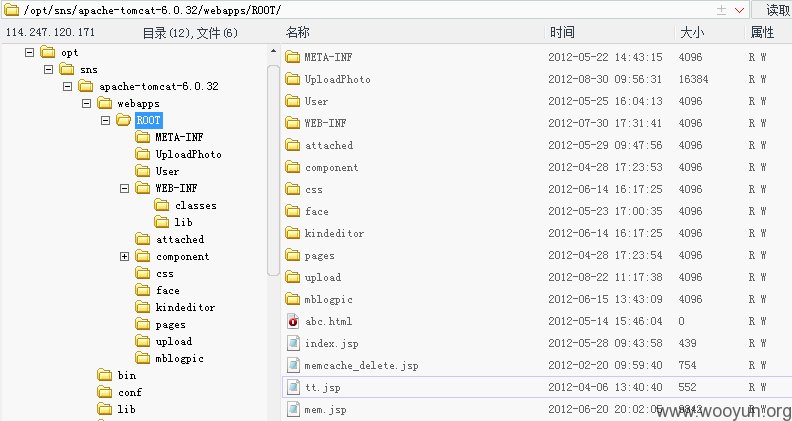 /opt/sns/apache-tomcat-6.0.32/webapps/ROOT/ 读取
114.247.120.171 目录(12),文件(6) 名称 时间 大小 属性
opt
sns
apache-tomcat-6.0.32
webapps
ROOT
META-INF
UploadPhoto
User
WEB-INF
classes
lib
attached
component
css
face
kindeditor
pages
upload
mblogpic
bin
conf
lib
META-INF 2012-05-22 14:43:15 4096 R W
UploadPhoto 2012-08-30 09:56:31 16384 R W
User 2012-05-25 16:04:13 4096 R W
WEB-INF 2012-07-30 17:31:41 4096 R W
attached 2012-05-29 09:47:56 4096 R W
component 2012-04-28 17:23:53 4096 R W
css 2012-06-14 16:17:25 4096 R W
face 2012-05-23 17:00:35 4096 R W
kindeditor 2012-06-14 16:17:25 4096 R W
pages 2012-04-28 17:23:54 4096 R W
upload 2012-08-22 11:17:38 4096 R W
mblogpic 2012-06-15 13:43:09 4096 R W
abc.html 2012-05-14 15:46:04 0 R W
index.jsp 2012-05-28 09:43:58 439 R W
memcache_delete.jsp 2012-02-20 09:59:40 754 R W
tt.jsp 2012-04-06 13:40:40 552 R W
mem.jsp 2012-06-20 20:02:05 R W
www.wooyun.org